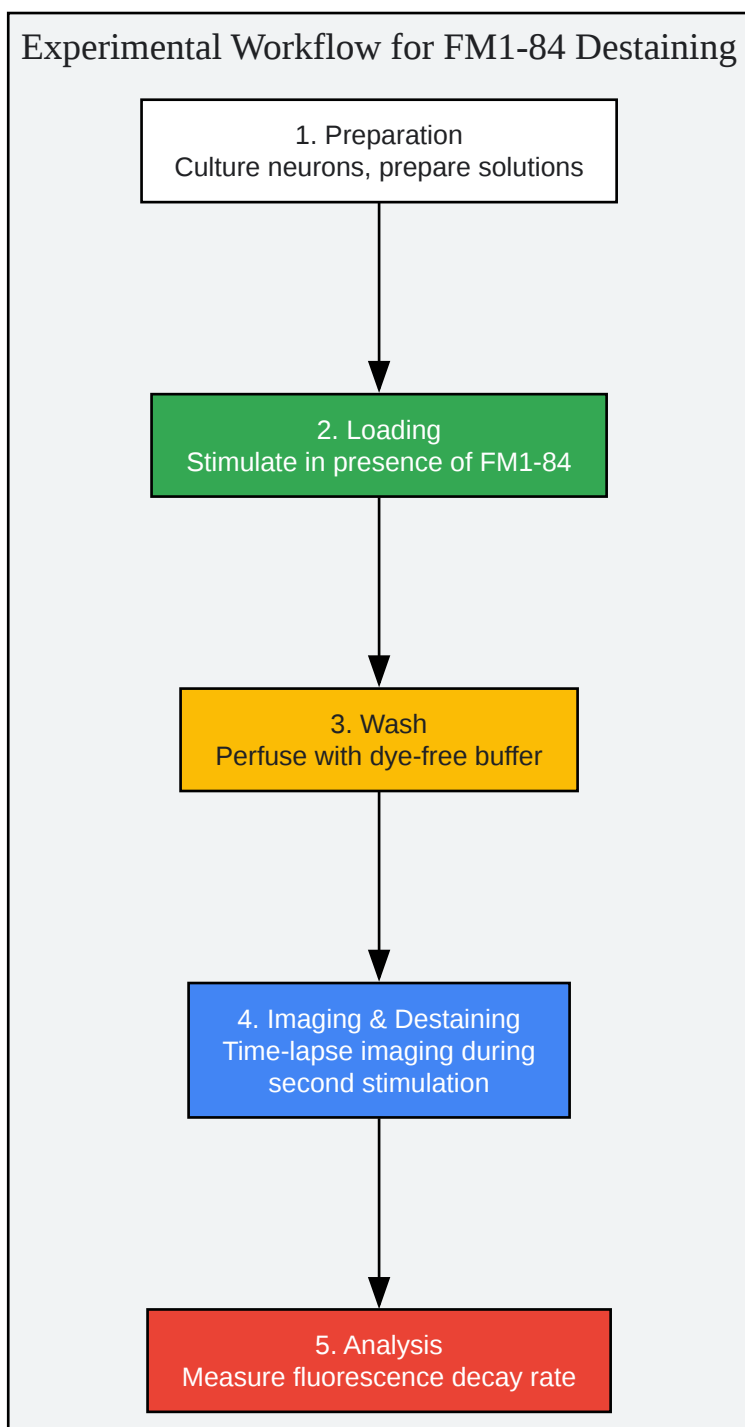 Experimental Workflow for FM1-84 Destaining
1. Preparation
Culture neurons, prepare solutions
2. Loading
Stimulate in presence of FM1-84
3. Wash
Perfuse with dye-free buffer
4. Imaging & Destaining
Time-lapse imaging during
second stimulation
5. Analysis
Measure fluorescence decay rate